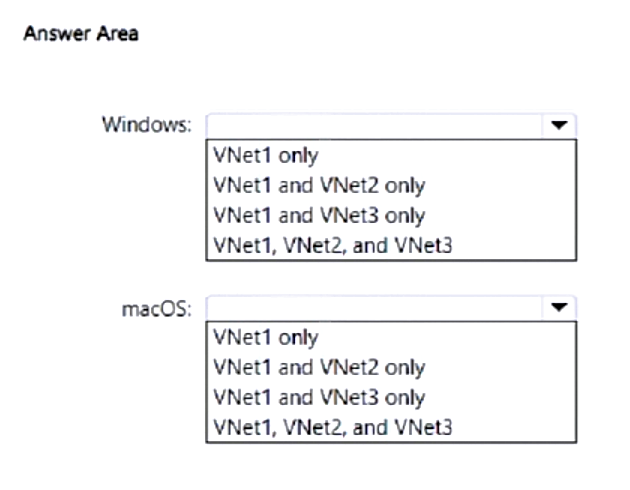 Answer Area
Windows:
VNet1 only
VNet1 and VNet2 only
VNet1 and VNet3 only
VNet1, VNet2, and VNet3
macOS:
VNet1 only
VNet1 and VNet2 only
VNet1 and VNet3 only
VNet1, VNet2, and VNet3